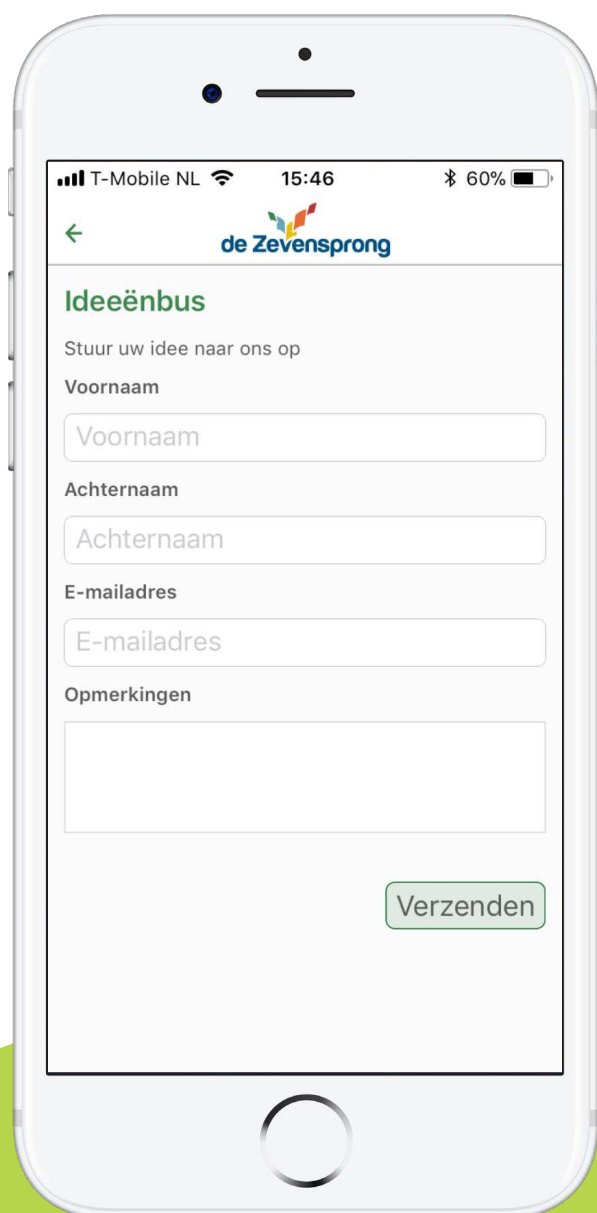 T-Mobile NL 15:46 60%
de Zevensprong
Ideeënbus
Stuur uw idee naar ons op
Voornaam
Voornaam
Achternaam
Achternaam
E-mailadres
E-mailadres
Opmerkingen
Verzenden